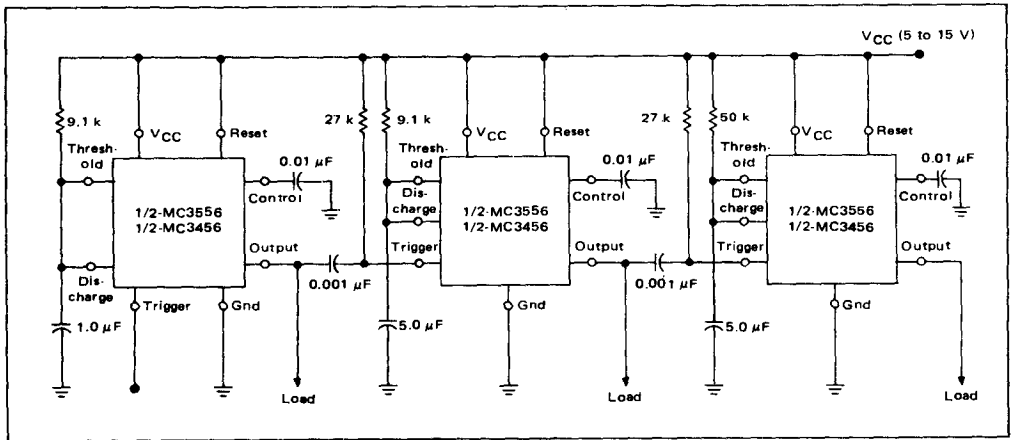 VCC (5 to 15 V)
9.1 k
VCC
Reset
Thresh-
old
0.01 µF
Control
1/2-MC3556
1/2-MC3456
Output
Dis-
charge
Trigger
Gnd
1.0 µF
0.001 µF
Load
27 k
9.1 k
VCC
Reset
Thresh-
old
Dis-
charge
Trigger
0.01 µF
Control
1/2-MC3556
1/2-MC3456
Output
Gnd
5.0 µF
0.001 µF
Load
27 k
50 k
VCC
Reset
Thresh-
old
Dis-
charge
Trigger
0.01 µF
Control
1/2-MC3556
1/2-MC3456
Output
Gnd
5.0 µF
Load